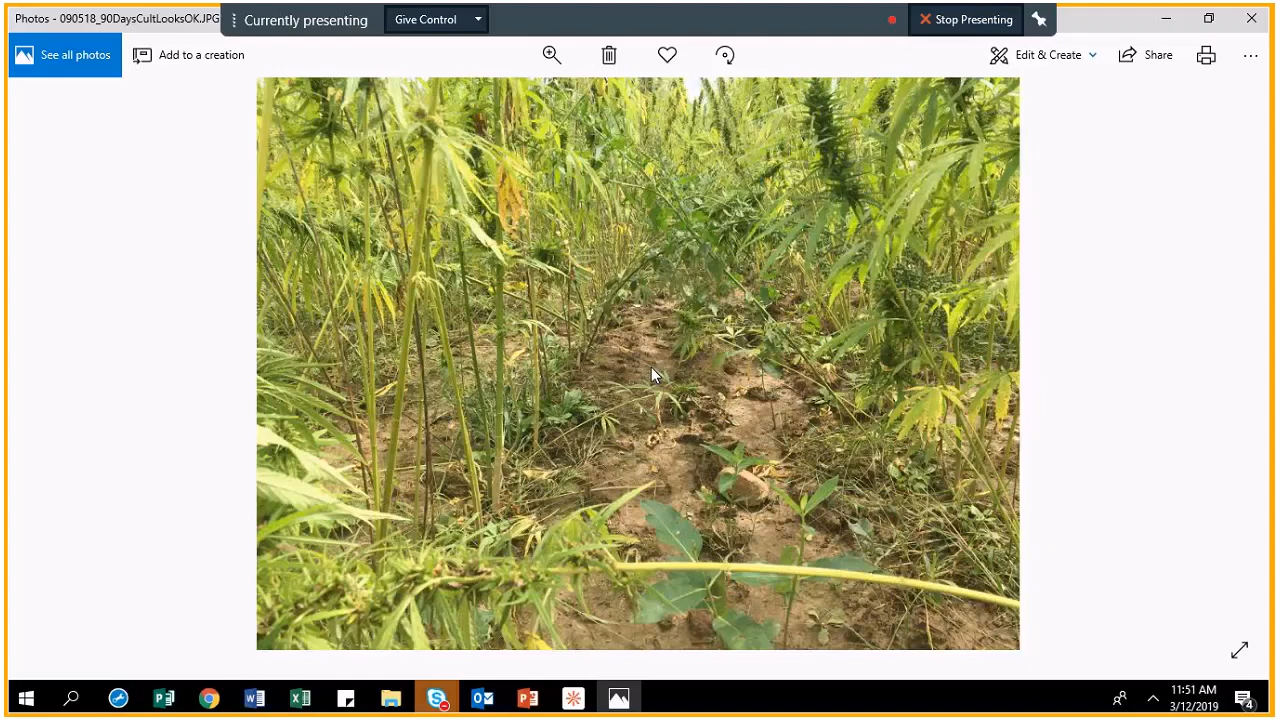 Photos - 090518_90DaysCultLooksOK.JPG
Currently presenting
Give Control
Stop Presenting
See all photos
Add to a creation
Edit & Create
Share
11:51 AM
3/12/2019
4